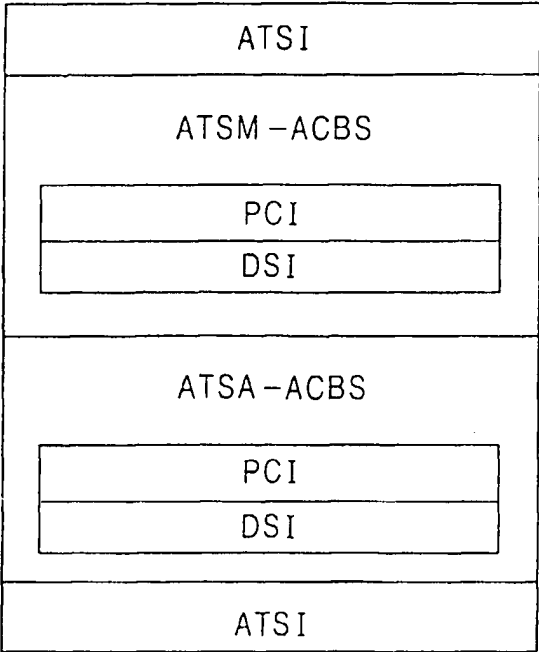 ATSI
ATSM-ACBS
PCI
DSI
ATSA-ACBS
PCI
DSI
ATSI